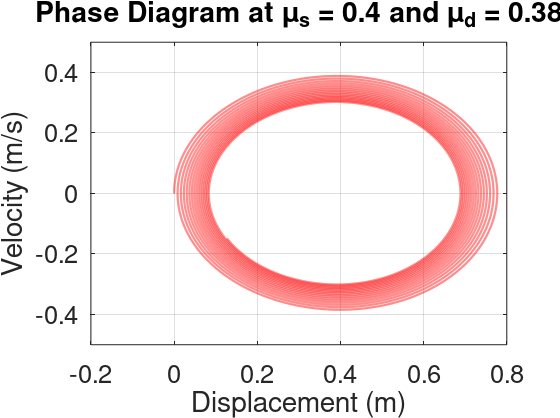 Phase Diagram at μs = 0.4 and μd = 0.38
Velocity (m/s)
0.4
0.2
0
-0.2
-0.4
-0.2 0 0.2 0.4 0.6 0.8
Displacement (m)